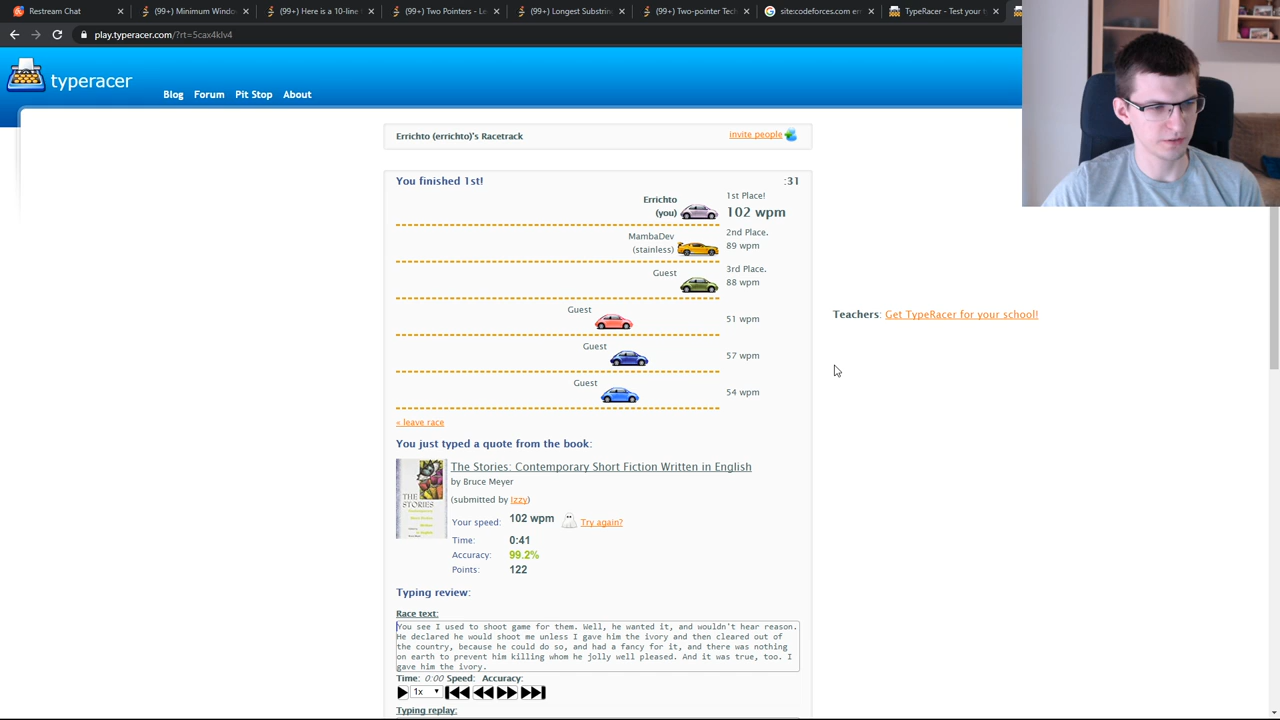 Restream Chat
(99+) Minimum Windo
(99+) Here is a 10-line t
(99+) Two Pointers - Le
(99+) Longest Substring
(99+) Two-pointer Tech
site:codeforces.com err
TypeRacer - Test your t
play.typeracer.com/?rt=5cax4klv4
typeracer
Blog Forum Pit Stop About
Errichto (errichto)'s Racetrack
invite people
You finished 1st!
:31
Errichto
(you)
1st Place!
102 wpm
MambaDev
(stainless)
2nd Place.
89 wpm
Guest
3rd Place.
88 wpm
Guest
51 wpm
Guest
57 wpm
Guest
54 wpm
Teachers: Get TypeRacer for your school!
« leave race
You just typed a quote from the book:
THE
STORIES
The Stories: Contemporary Short Fiction Written in English
by Bruce Meyer
(submitted by Izzy)
Your speed: 102 wpm Try again?
Time: 0:41
Accuracy: 99.2%
Points: 122
Typing review:
Race text:
You see I used to shoot game for them. Well, he wanted it, and wouldn't hear reason.
He declared he would shoot me unless I gave him the ivory and then cleared out of
the country, because he could do so, and had a fancy for it, and there was nothing
on earth to prevent him killing whom he jolly well pleased. And it was true, too. I
gave him the ivory.
Time: 0:00 Speed: Accuracy:
1x
Typing replay: